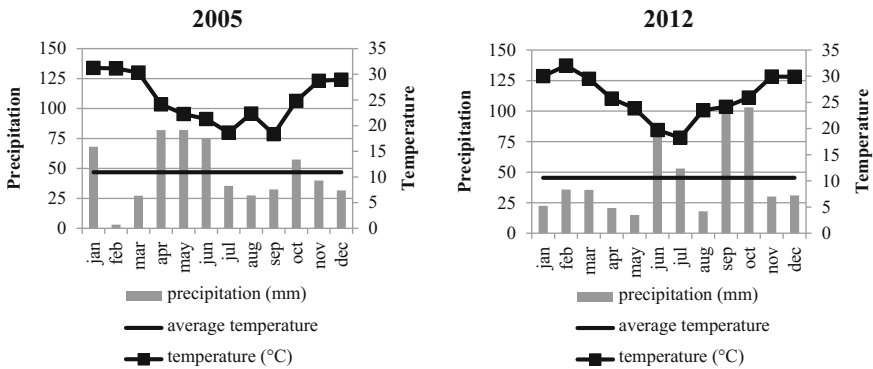 2005
150
125
100
75
50
25
0
35
30
25
20
15
10
5
0
Precipitation
Temperature
jan
feb
mar
apr
may
jun
jul
aug
sep
oct
nov
dec
precipitation (mm)
average temperature
temperature (°C)
2012
150
125
100
75
50
25
0
35
30
25
20
15
10
5
0
Precipitation
Temperature
jan
feb
mar
apr
may
jun
jul
aug
sep
oct
nov
dec
precipitation (mm)
average temperature
temperature (°C)